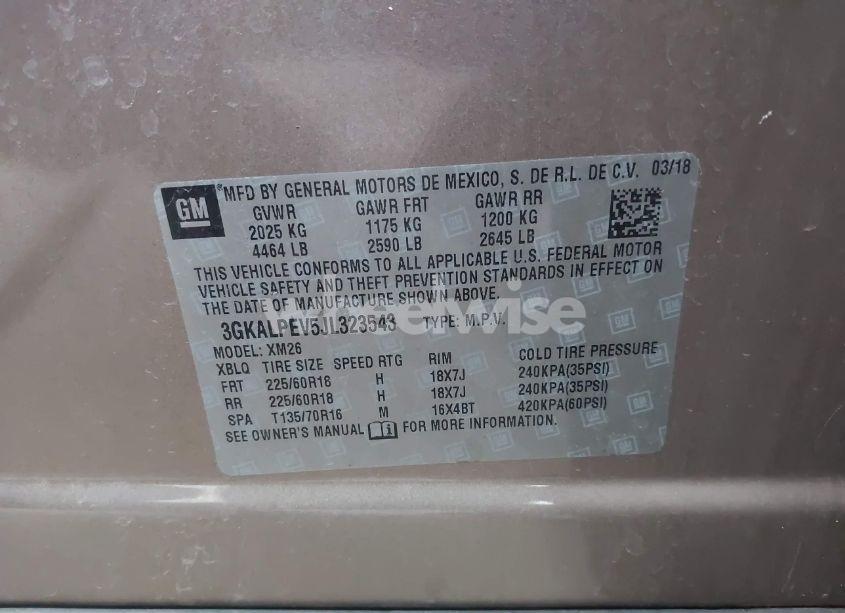 GM
MFD BY GENERAL MOTORS DE MEXICO, S. DE R.L. DE C.V. 03/18
GVWR GAWR FRT GAWR RR
2025 KG 1175 KG 1200 KG
4464 LB 2590 LB 2645 LB
THIS VEHICLE CONFORMS TO ALL APPLICABLE U.S. FEDERAL MOTOR
VEHICLE SAFETY AND THEFT PREVENTION STANDARDS IN EFFECT ON
THE DATE OF MANUFACTURE SHOWN ABOVE.
3GKALPEV5JL323543 TYPE: M.P.V.
MODEL: XM26
XBLQ TIRE SIZE SPEED RTG RIM COLD TIRE PRESSURE
FRT 225/60R18 H 18X7J 240KPA(35PSI)
RR 225/60R18 H 18X7J 240KPA(35PSI)
SPA T135/70R16 M 16X4BT 420KPA(60PSI)
SEE OWNER'S MANUAL FOR MORE INFORMATION.